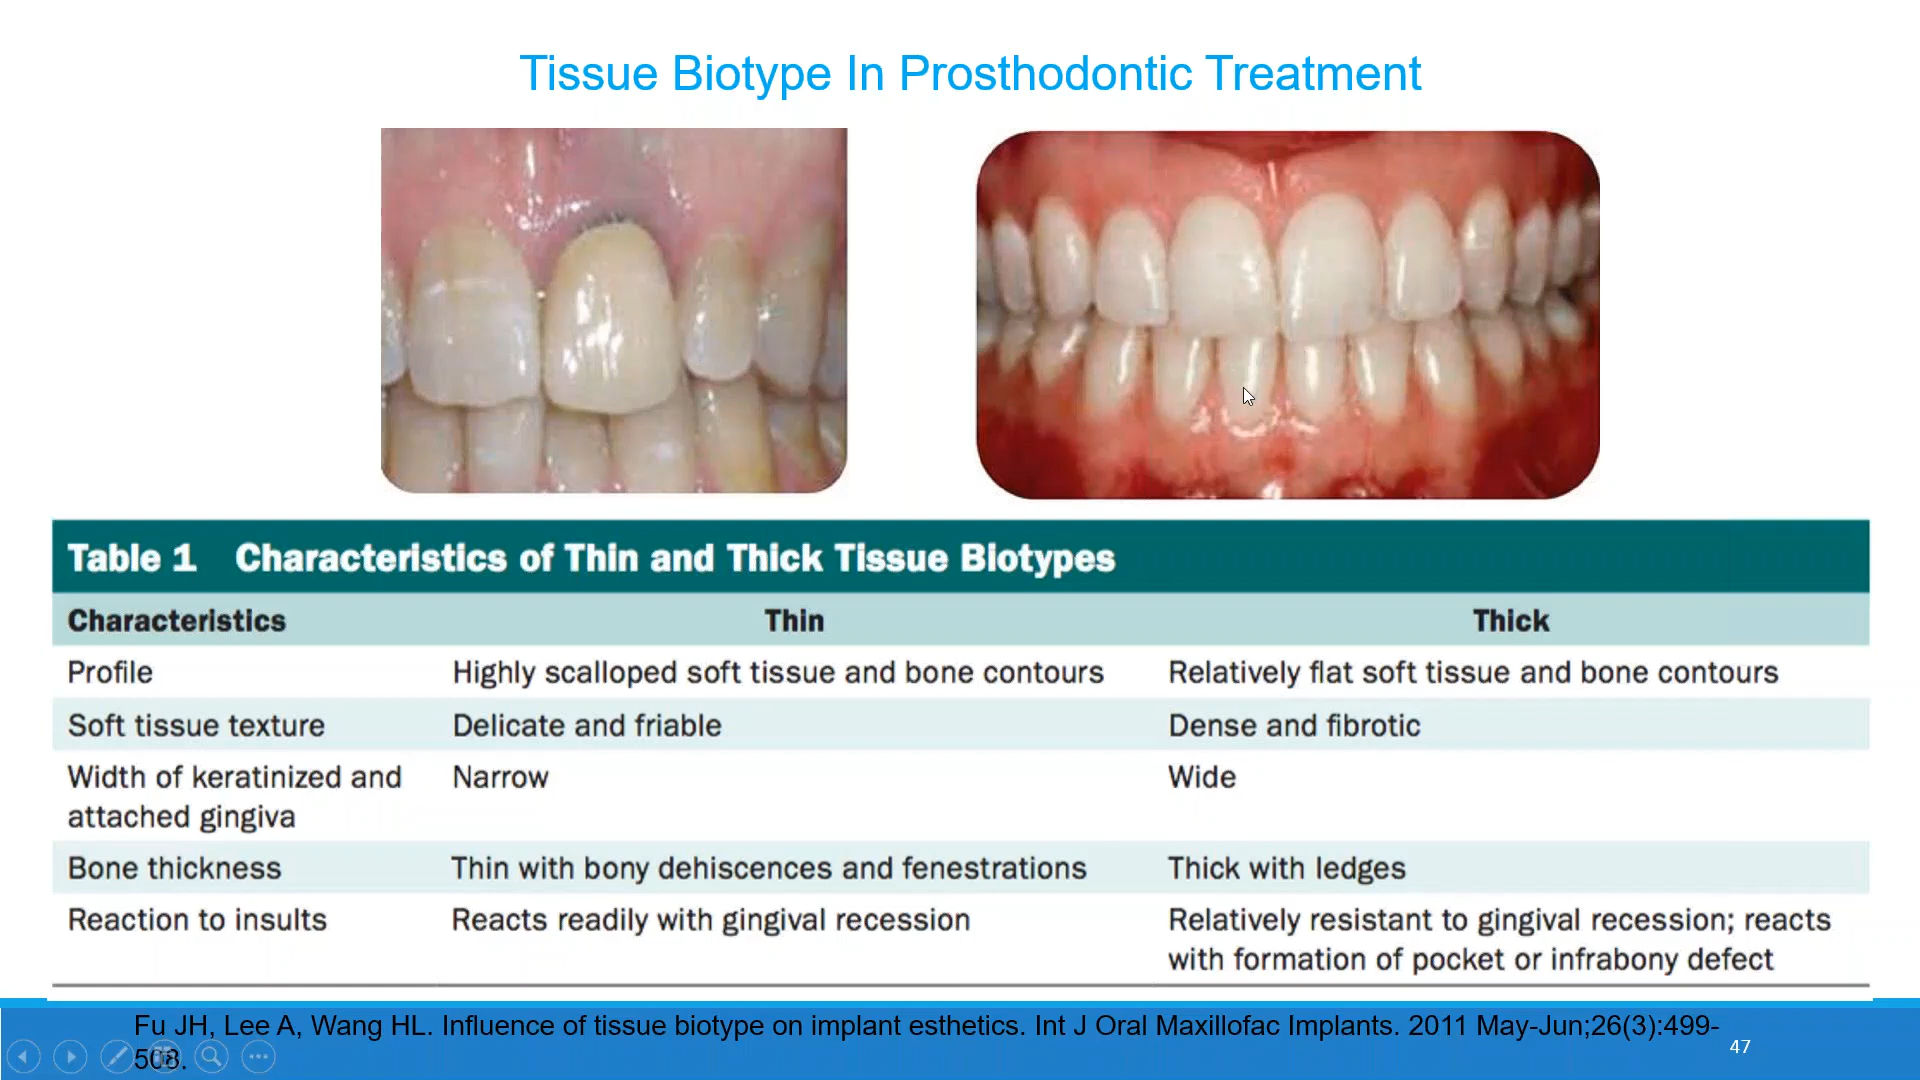 Tissue Biotype In Prosthodontic Treatment
Table 1 Characteristics of Thin and Thick Tissue Biotypes
Characteristics Thin Thick
Profile Highly scalloped soft tissue and bone contours Relatively flat soft tissue and bone contours
Soft tissue texture Delicate and friable Dense and fibrotic
Width of keratinized and Narrow Wide
attached gingiva
Bone thickness Thin with bony dehiscences and fenestrations Thick with ledges
Reaction to insults Reacts readily with gingival recession Relatively resistant to gingival recession; reacts
with formation of pocket or infrabony defect
Fu JH, Lee A, Wang HL. Influence of tissue biotype on implant esthetics. Int J Oral Maxillofac Implants. 2011 May-Jun;26(3):499-
508.
47